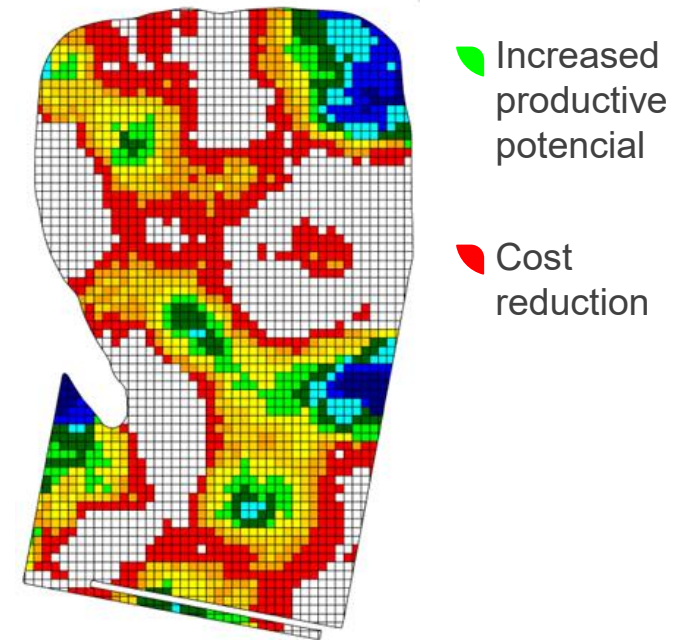 Increased
productive
potencial
Cost
reduction